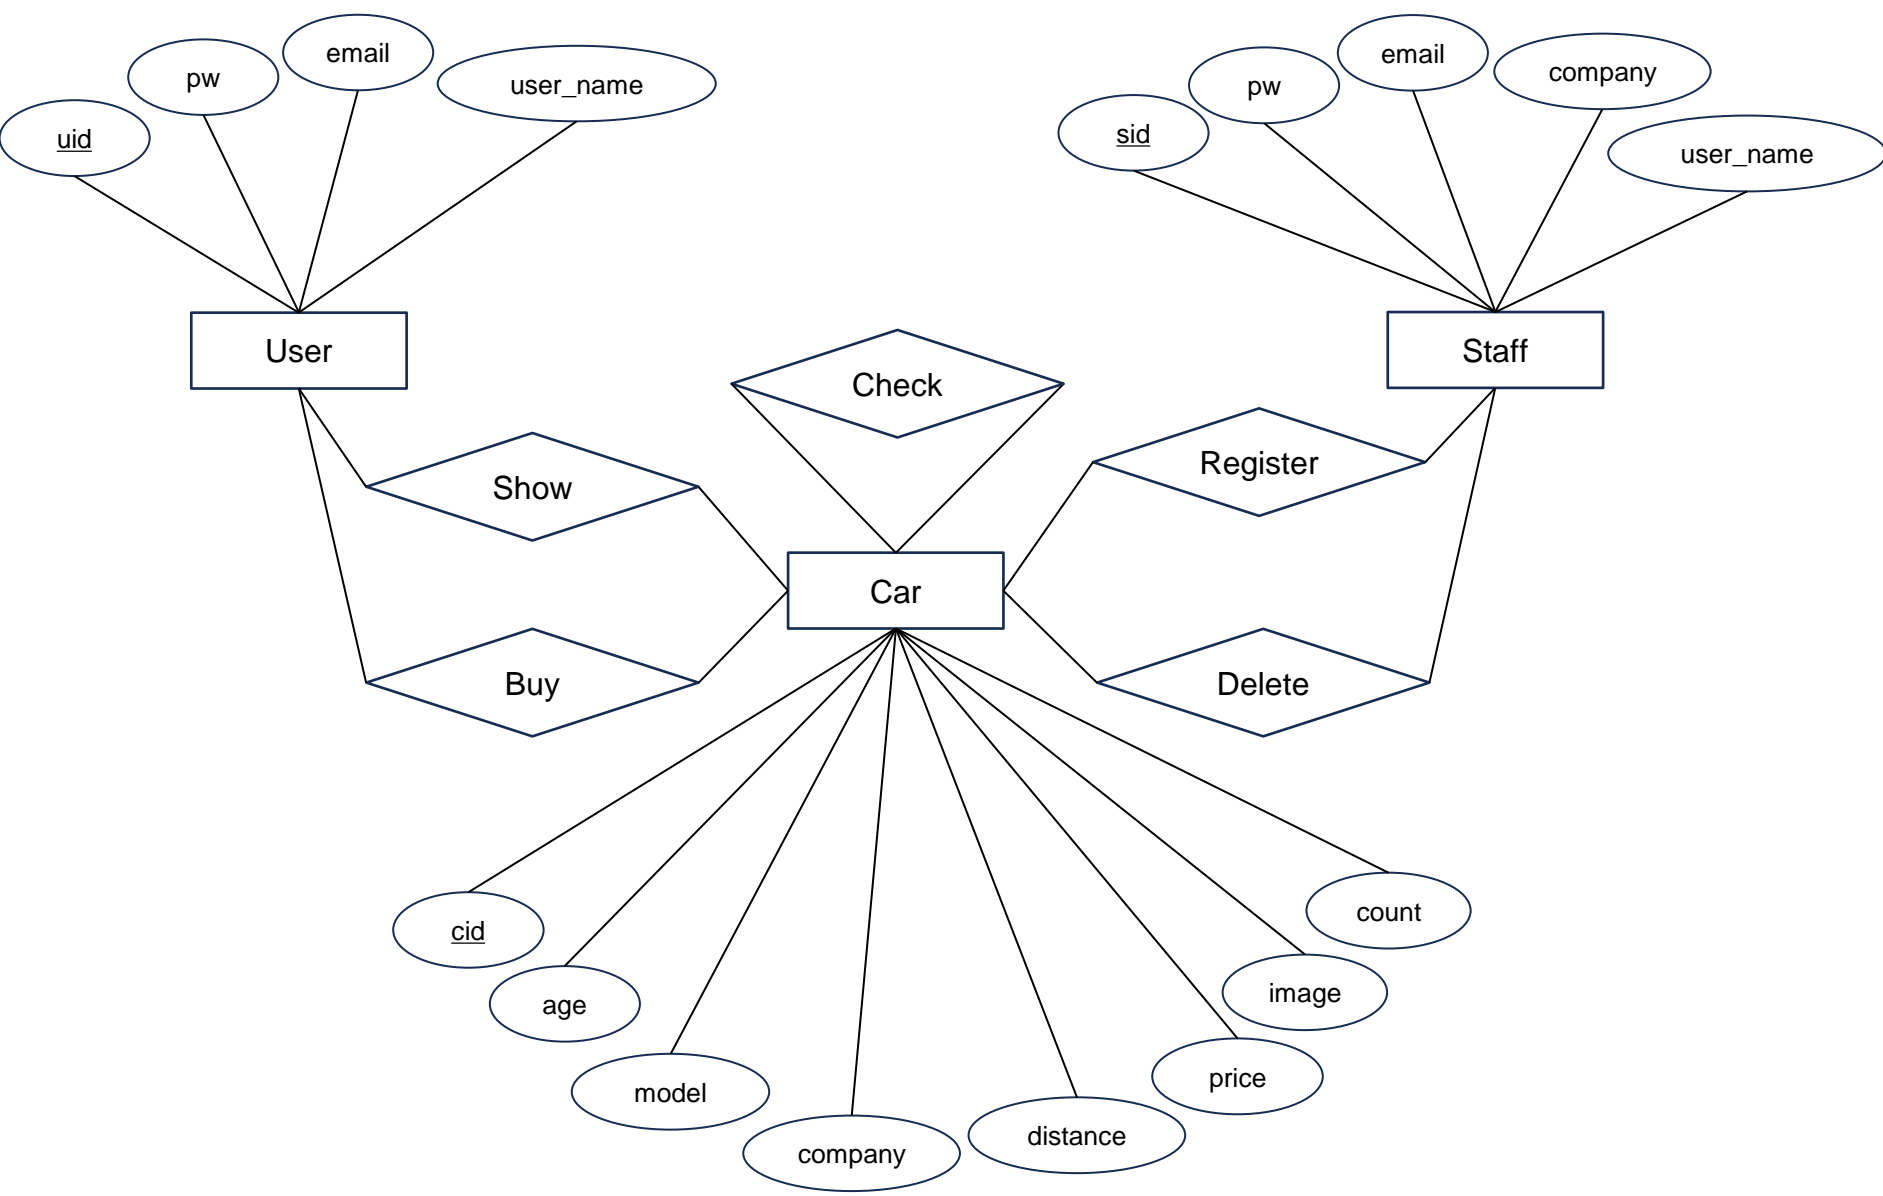 uid
pw
email
user_name
sid
pw
email
company
user_name
User
Staff
Check
Register
Show
Car
Buy
Delete
cid
age
model
company
distance
price
image
count